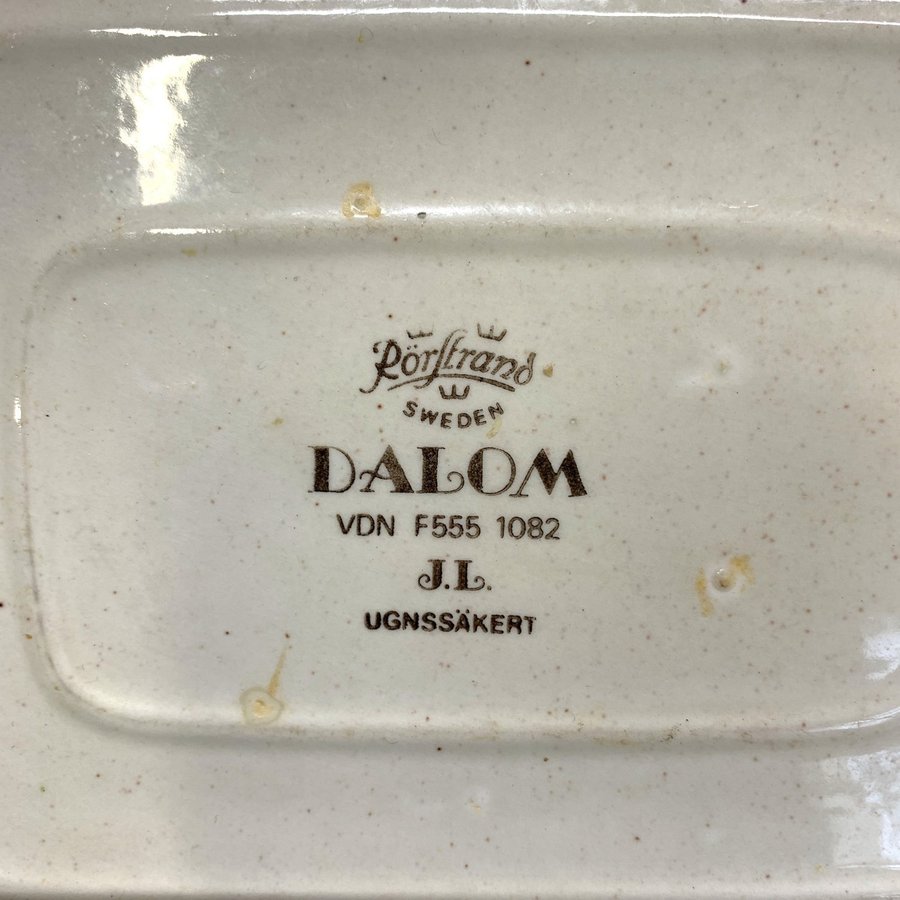 Rörstrand
SWEDEN
DALOM
VDN F555 1082
J.L.
UGNSSÄKERT